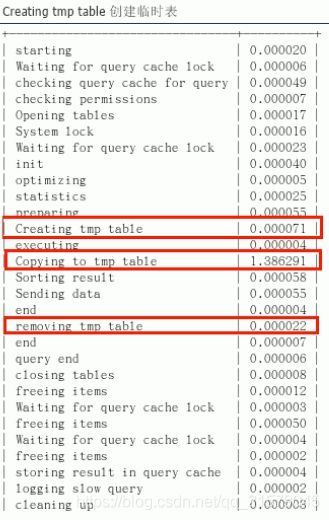 Creating tmp table 创建临时表
+--------------------------------+----------+
| starting | 0.000020 |
| Waiting for query cache lock | 0.000006 |
| checking query cache for query | 0.000049 |
| checking permissions | 0.000007 |
| Opening tables | 0.000017 |
| System lock | 0.000016 |
| Waiting for query cache lock | 0.000023 |
| init | 0.000040 |
| optimizing | 0.000005 |
| statistics | 0.000025 |
| preparing | 0.000055 |
| Creating tmp table | 0.000071 |
| executing | 0.000004 |
| Copying to tmp table | 1.386291 |
| Sorting result | 0.000058 |
| Sending data | 0.000055 |
| end | 0.000004 |
| removing tmp table | 0.000022 |
| end | 0.000007 |
| query end | 0.000006 |
| closing tables | 0.000008 |
| freeing items | 0.000012 |
| Waiting for query cache lock | 0.000003 |
| freeing items | 0.000050 |
| Waiting for query cache lock | 0.000004 |
| freeing items | 0.000002 |
| storing result in query cache | 0.000004 |
| logging slow query | 0.000002 |
| cleaning up | 0.000003 |